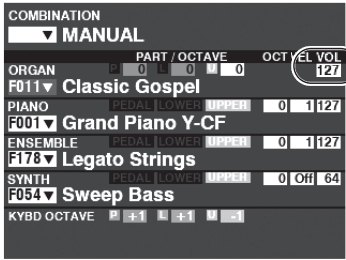 COMBINATION
▼ MANUAL
PART / OCTAVE OCT VEL VOL
ORGAN P 0 L 0 U 0 127
F011▼ Classic Gospel
PIANO PEDAL LOWER UPPER 0 1 127
F001▼ Grand Piano Y-CF
ENSEMBLE PEDAL LOWER UPPER 0 1 127
F178▼ Legato Strings
SYNTH PEDAL LOWER UPPER 0 Off 64
F054▼ Sweep Bass
KYBD OCTAVE P +1 L +1 U -1